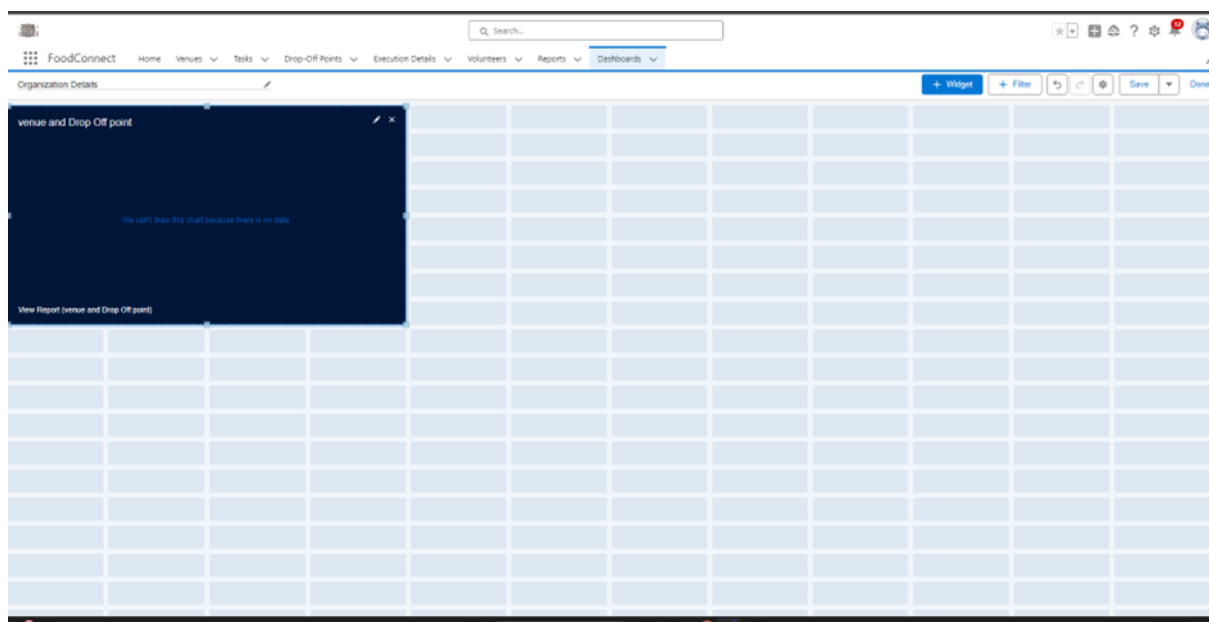 Search...
12
FoodConnect Home Venues Tasks Drop-Off Points Execution Details Volunteers Reports Dashboards
Organization Details
+ Widget + Filter Save Done
venue and Drop Off point
We can't draw this chart because there is no data.
View Report (venue and Drop Off point)